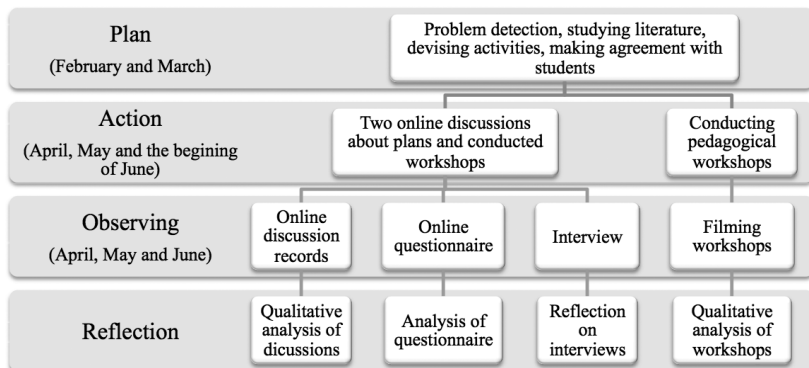 Plan
(February and March)
Problem detection, studying literature,
devising activities, making agreement with
students
Action
(April, May and the begining
of June)
Two online discussions
about plans and conducted
workshops
Conducting
pedagogical
workshops
Observing
(April, May and June)
Online
discussion
records
Online
questionnaire
Interview
Filming
workshops
Reflection
Qualitative
analysis of
dicussions
Analysis of
questionnaire
Reflection
on
interviews
Qualitative
analysis of
workshops